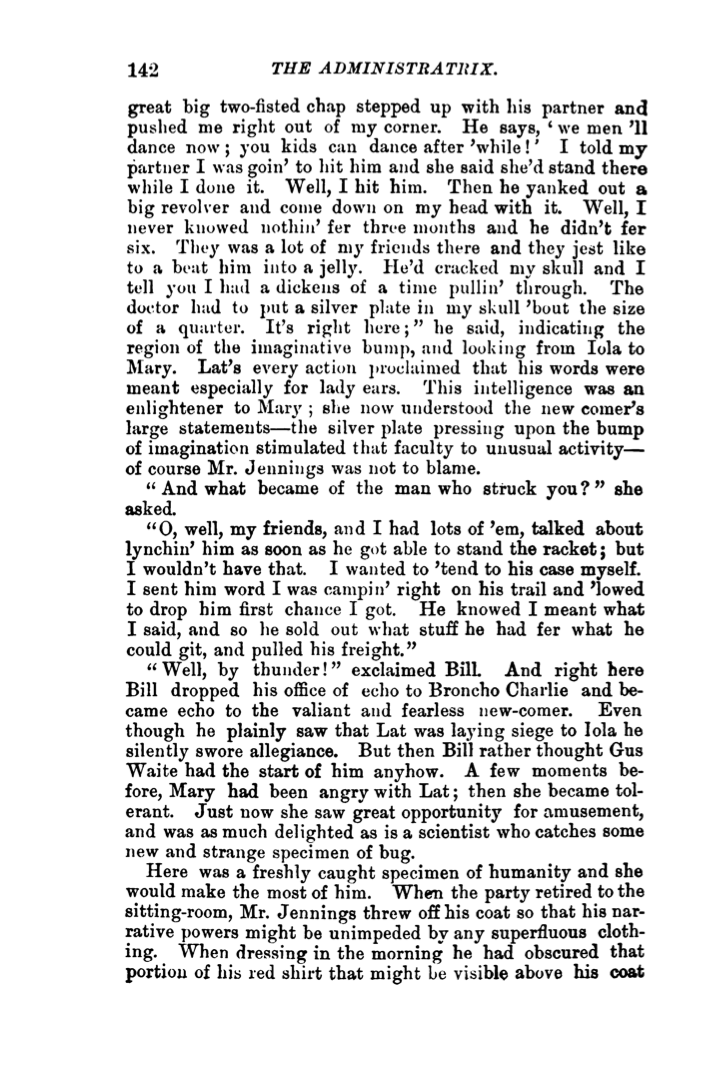 142 THE ADMINISTRATRIX.
great big two-fisted chap stepped up with his partner and
pushed me right out of my corner. He says, ‘we men ’ll
dance now; you kids can dance after ’while!’ I told my
partner I was goin’ to hit him and she said she’d stand there
while I done it. Well, I hit him. Then he yanked out a
big revolver and come down on my head with it. Well, I
never knowed nothin’ fer three months and he didn’t fer
six. They was a lot of my friends there and they jest like
to a beat him into a jelly. He’d cracked my skull and I
tell you I had a dickens of a time pullin’ through. The
doctor had to put a silver plate in my skull ’bout the size
of a quarter. It’s right here;” he said, indicating the
region of the imaginative bump, and looking from Iola to
Mary. Lat’s every action proclaimed that his words were
meant especially for lady ears. This intelligence was an
enlightener to Mary; she now understood the new comer’s
large statements—the silver plate pressing upon the bump
of imagination stimulated that faculty to unusual activity—
of course Mr. Jennings was not to blame.
“And what became of the man who struck you?” she
asked.
“O, well, my friends, and I had lots of ’em, talked about
lynchin’ him as soon as he got able to stand the racket; but
I wouldn’t have that. I wanted to ’tend to his case myself.
I sent him word I was campin’ right on his trail and ’lowed
to drop him first chance I got. He knowed I meant what
I said, and so he sold out what stuff he had fer what he
could git, and pulled his freight.”
“Well, by thunder!” exclaimed Bill. And right here
Bill dropped his office of echo to Broncho Charlie and be-
came echo to the valiant and fearless new-comer. Even
though he plainly saw that Lat was laying siege to Iola he
silently swore allegiance. But then Bill rather thought Gus
Waite had the start of him anyhow. A few moments be-
fore, Mary had been angry with Lat; then she became tol-
erant. Just now she saw great opportunity for amusement,
and was as much delighted as is a scientist who catches some
new and strange specimen of bug.
Here was a freshly caught specimen of humanity and she
would make the most of him. When the party retired to the
sitting-room, Mr. Jennings threw off his coat so that his nar-
rative powers might be unimpeded by any superfluous cloth-
ing. When dressing in the morning he had obscured that
portion of his red shirt that might be visible above his coat